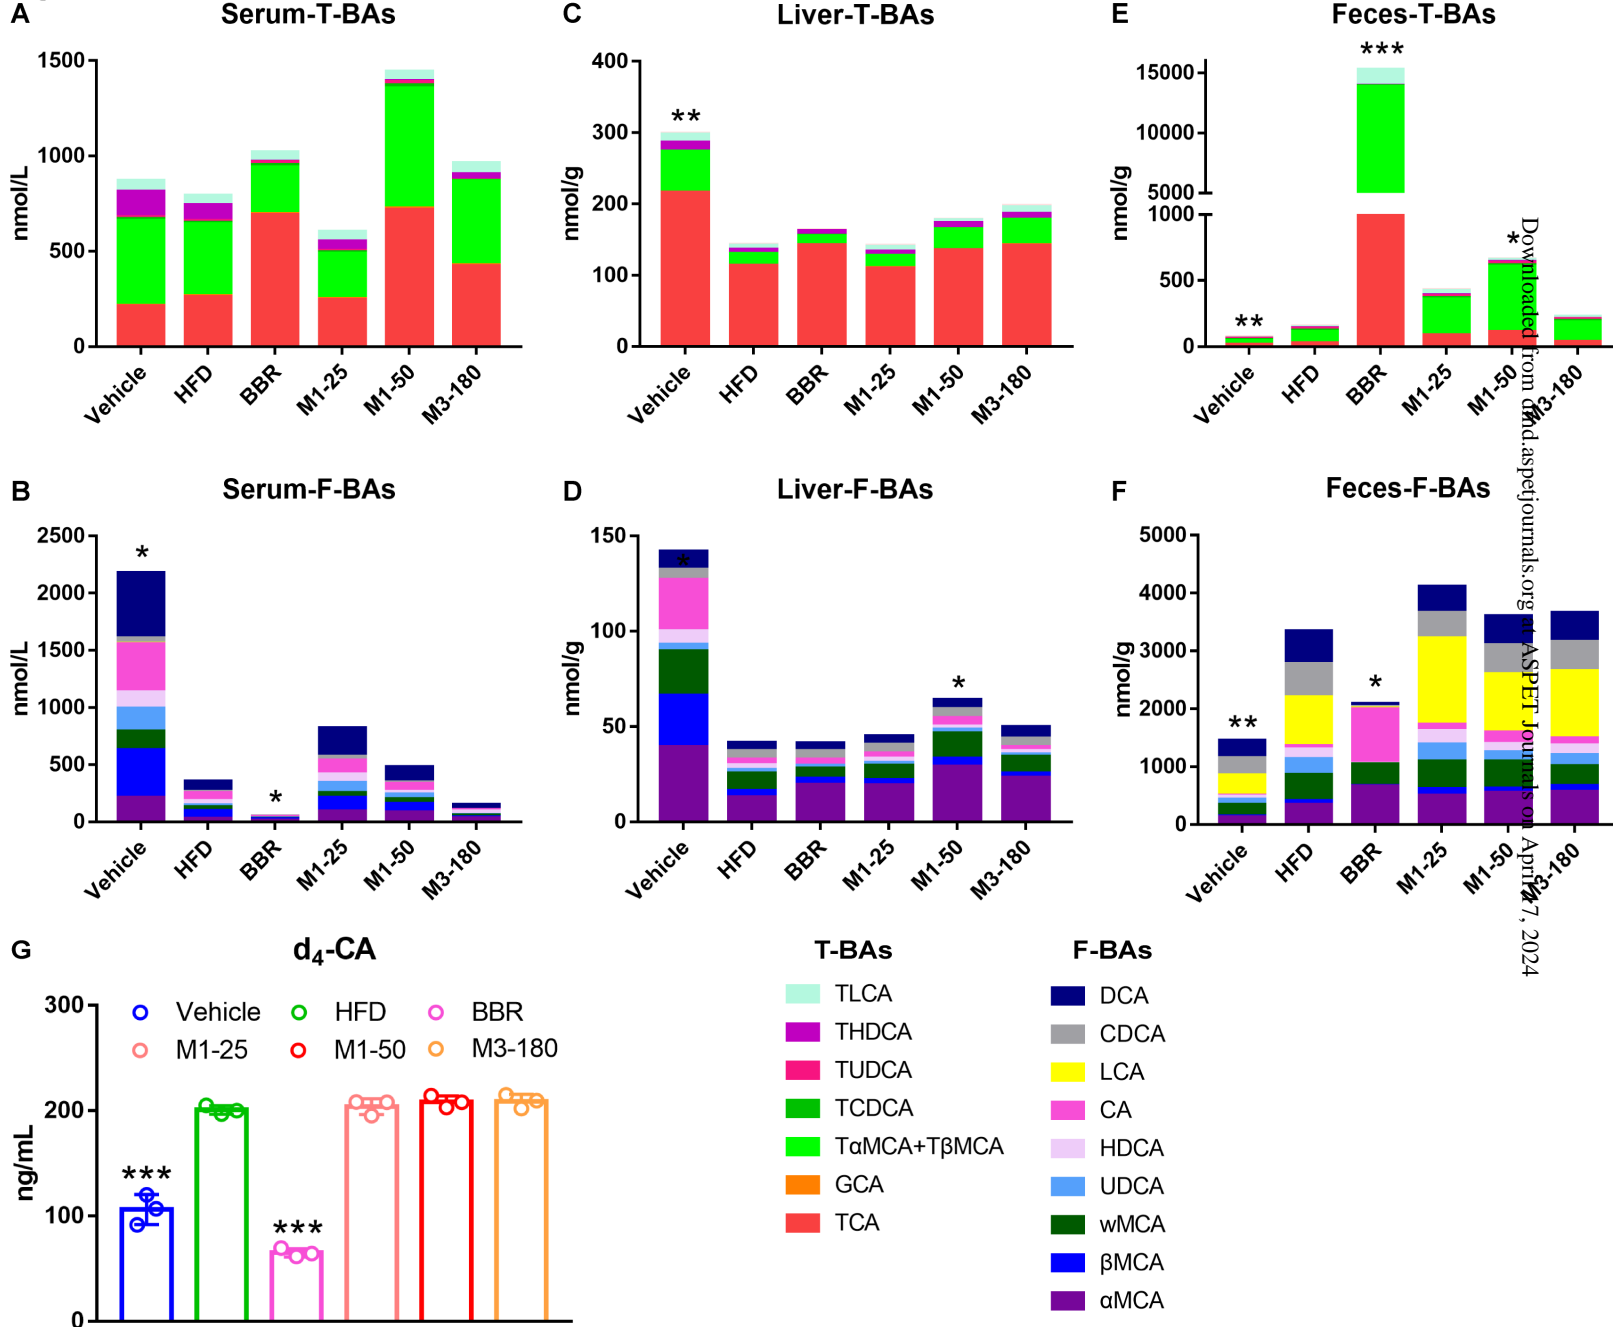 A
Serum-T-BAs
nmol/L
1500
1000
500
0
Vehicle
HFD
BBR
M1-25
M1-50
M3-180
C
Liver-T-BAs
nmol/g
400
300
200
100
0
**
Vehicle
HFD
BBR
M1-25
M1-50
M3-180
E
Feces-T-BAs
nmol/g
15000
10000
5000
1000
500
0
**
***
*
Vehicle
HFD
BBR
M1-25
M1-50
M3-180
B
Serum-F-BAs
nmol/L
2500
2000
1500
1000
500
0
*
*
Vehicle
HFD
BBR
M1-25
M1-50
M3-180
D
Liver-F-BAs
nmol/g
150
100
50
0
*
*
Vehicle
HFD
BBR
M1-25
M1-50
M3-180
F
Feces-F-BAs
nmol/g
5000
4000
3000
2000
1000
0
**
*
Vehicle
HFD
BBR
M1-25
M1-50
M3-180
G
d4-CA
ng/mL
300
200
100
0
Vehicle
HFD
BBR
M1-25
M1-50
M3-180
***
***
T-BAs
TLCA
THDCA
TUDCA
TCDCA
TαMCA+TβMCA
GCA
TCA
F-BAs
DCA
CDCA
LCA
CA
HDCA
UDCA
wMCA
βMCA
αMCA
Downloaded from dmd.aspetjournals.org at ASPET Journals on April 17, 2024